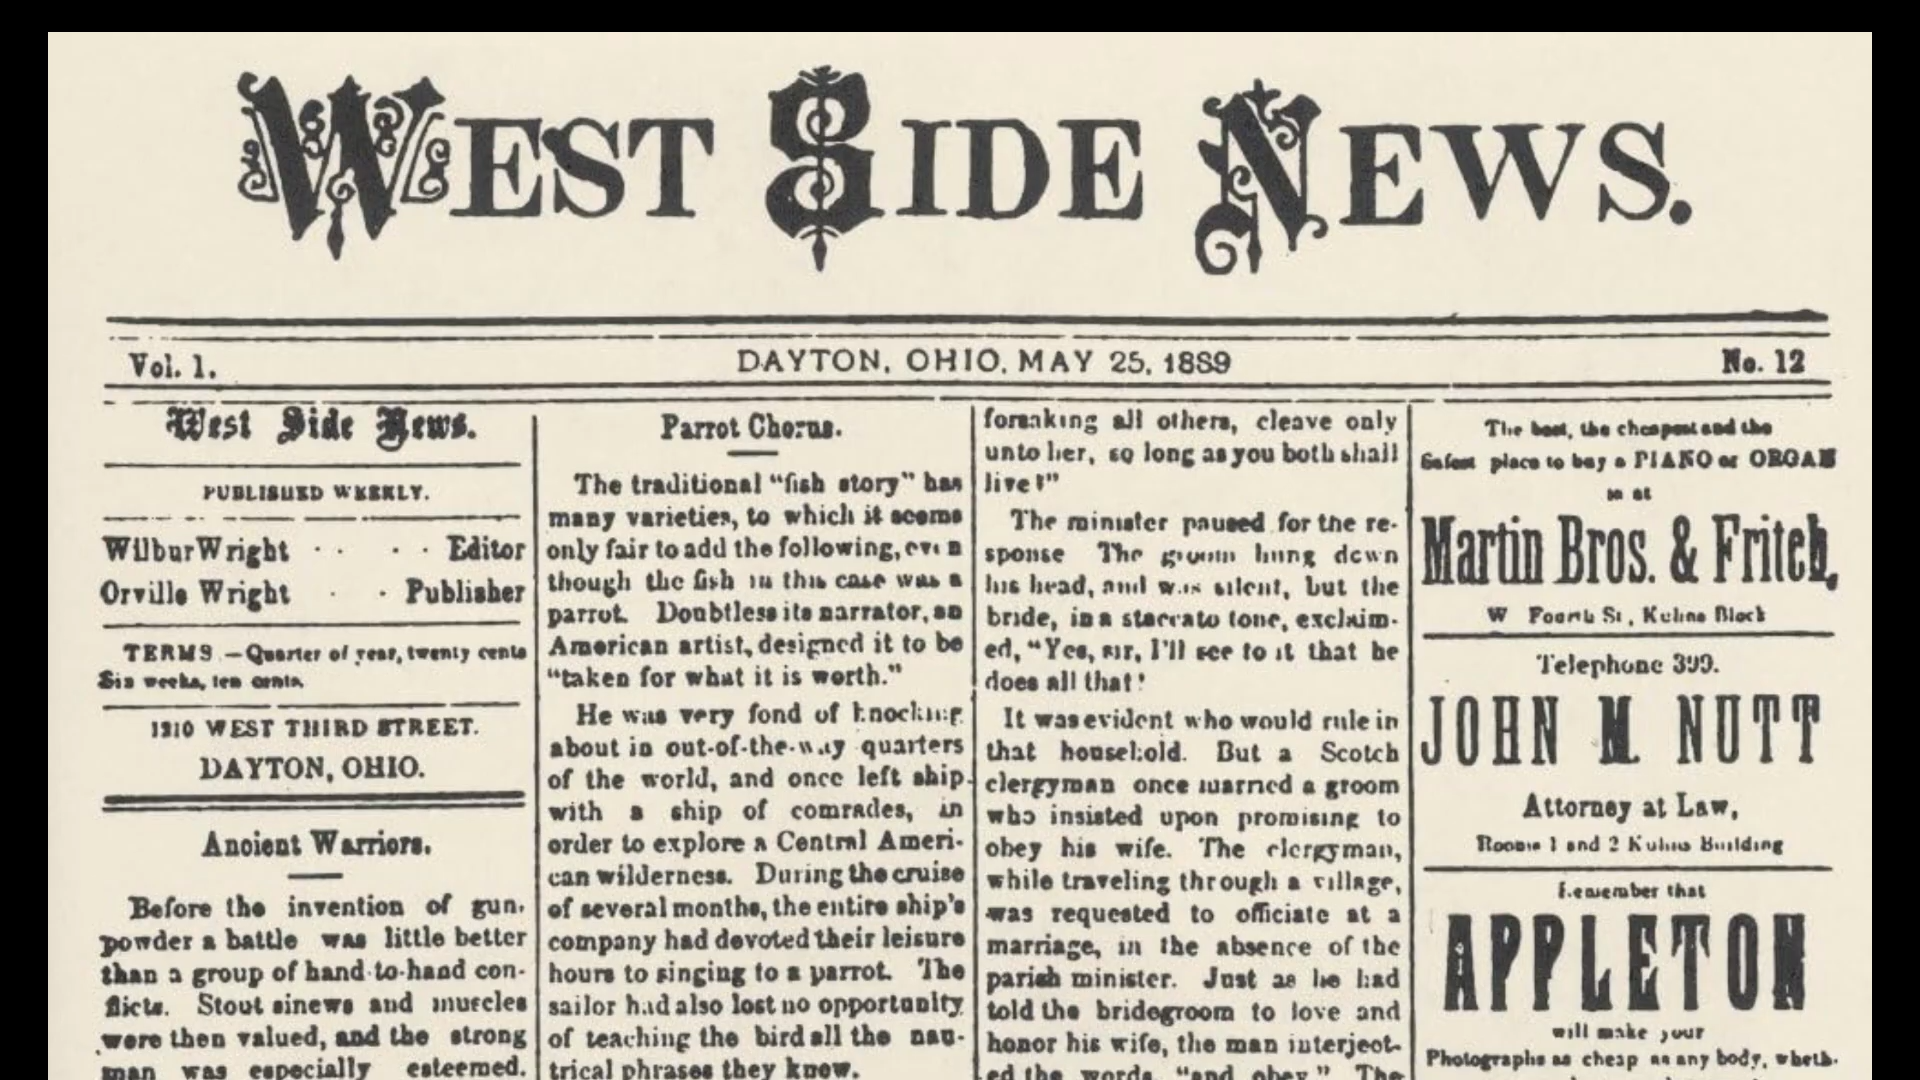 WEST SIDE NEWS.
Vol. 1.
DAYTON, OHIO, MAY 25, 1889
No. 12
West Side News.
PUBLISHED WEEKLY.
Wilbur Wright - - - - Editor
Orville Wright - - Publisher
TERMS.—Quarter of year, twenty cents
Six weeks, ten cents.
1210 WEST THIRD STREET.
DAYTON, OHIO.
Ancient Warriors.
Before the invention of gun-
powder a battle was little better
than a group of hand-to-hand con-
flicts. Stout sinews and muscles
were then valued, and the strong
man was especially esteemed.
Parrot Chorus.
The traditional "fish story" has
many varieties, to which it seems
only fair to add the following, even
though the fish in this case was a
parrot. Doubtless its narrator, an
American artist, designed it to be
"taken for what it is worth."
He was very fond of knocking
about in out-of-the-way quarters
of the world, and once left ship-
with a ship of comrades, in
order to explore a Central Ameri-
can wilderness. During the cruise
of several months, the entire ship's
company had devoted their leisure
hours to singing to a parrot. The
sailor had also lost no opportunity
of teaching the bird all the nau-
trical phrases they know.
forsaking all others, cleave only
unto her, so long as you both shall
live?"
The minister paused for the re-
sponse The groom hung down
his head, and was silent, but the
bride, in a staccato tone, exclaim-
ed, "Yes, sir, I'll see to it that he
does all that!
It was evident who would rule in
that household. But a Scotch
clergyman once married a groom
who insisted upon promising to
obey his wife. The clergyman,
while traveling through a village,
was requested to officiate at a
marriage, in the absence of the
parish minister. Just as he had
told the bridegroom to love and
honor his wife, the man interject-
ed the words, "and obey." The
The best, the cheapest and the
Safest place to buy a PIANO or ORGAN
is at
Martin Bros. & Fritch,
W Fourth St., Kuhns Block
Telephone 399.
JOHN M. NUTT
Attorney at Law,
Rooms 1 and 2 Kuhns Building
Remember that
APPLETON
will make your
Photographs as cheap as any body, wheth-